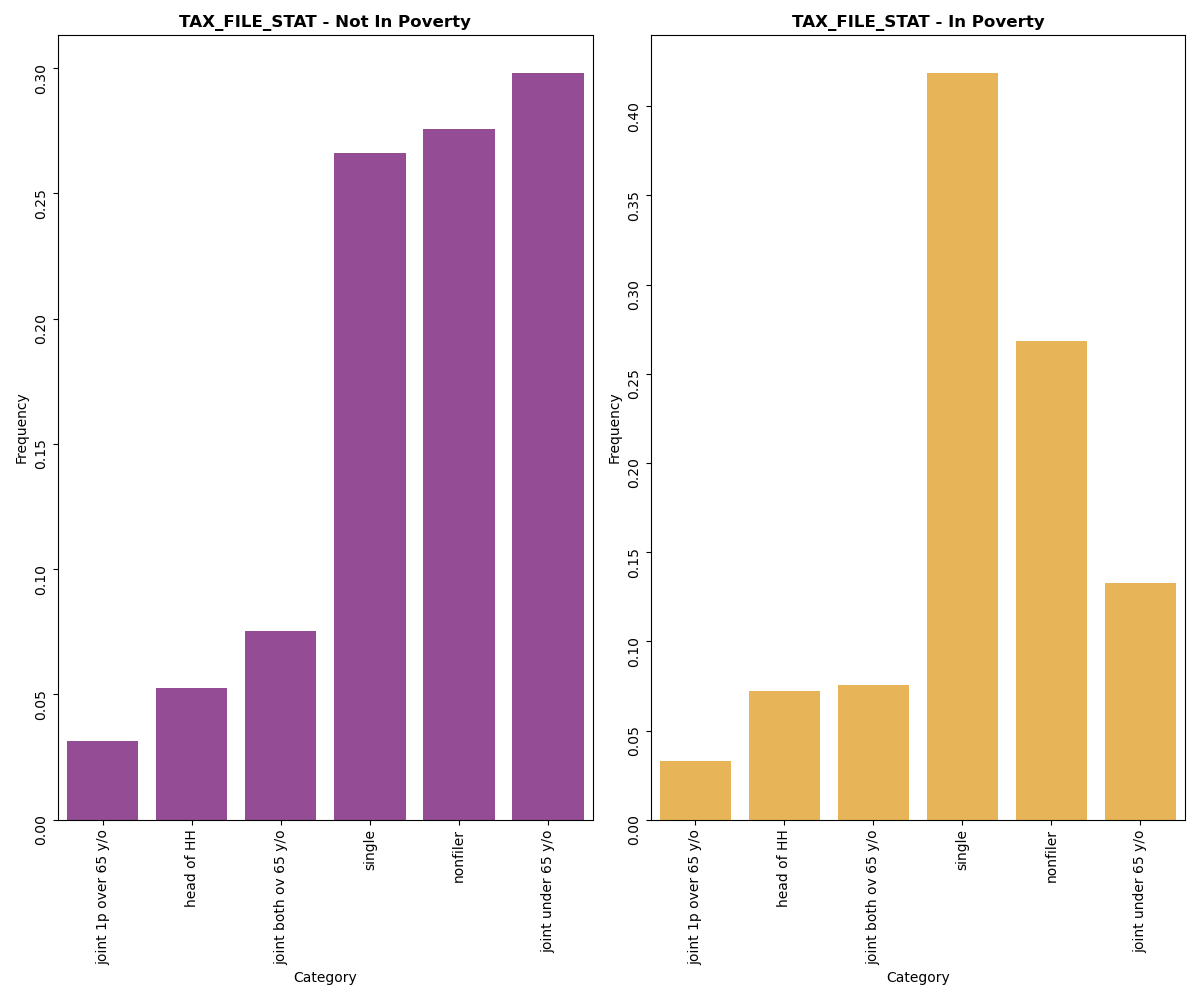 TAX_FILE_STAT - Not In Poverty
Frequency
0.30
0.25
0.20
0.15
0.10
0.05
0.00
joint 1p over 65 y/o
head of HH
joint both ov 65 y/o
single
nonfiler
joint under 65 y/o
Category
TAX_FILE_STAT - In Poverty
Frequency
0.40
0.35
0.30
0.25
0.20
0.15
0.10
0.05
0.00
joint 1p over 65 y/o
head of HH
joint both ov 65 y/o
single
nonfiler
joint under 65 y/o
Category